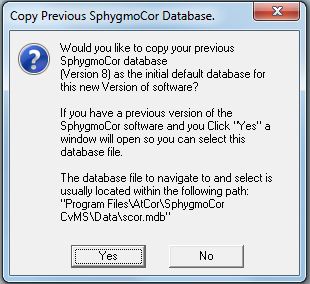 Copy Previous SphygmoCor Database.
Would you like to copy your previous
SphygmoCor database
(Version 8) as the initial default database for
this new Version of software?
If you have a previous version of the
SphygmoCor software and you Click "Yes" a
window will open so you can select this
database file.
The database file to navigate to and select is
usually located within the following path:
"Program Files\AtCor\SphygmoCor
CvMS\Data\scor.mdb"
Yes
No